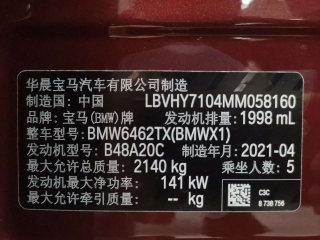 华晨宝马汽车有限公司制造
制造国：中国 LBVHY7104MM058160
品牌：宝马(BMW)牌 发动机排量：1998 mL
整车型号：BMW6462TX(BMWX1)
发动机型号：B48A20C 制造年月：2021-04
最大允许总质量：2140 kg 乘坐人数：5
发动机最大净功率：141 kW
最大允许牵引质量：-- kg
C3C
8 738 756